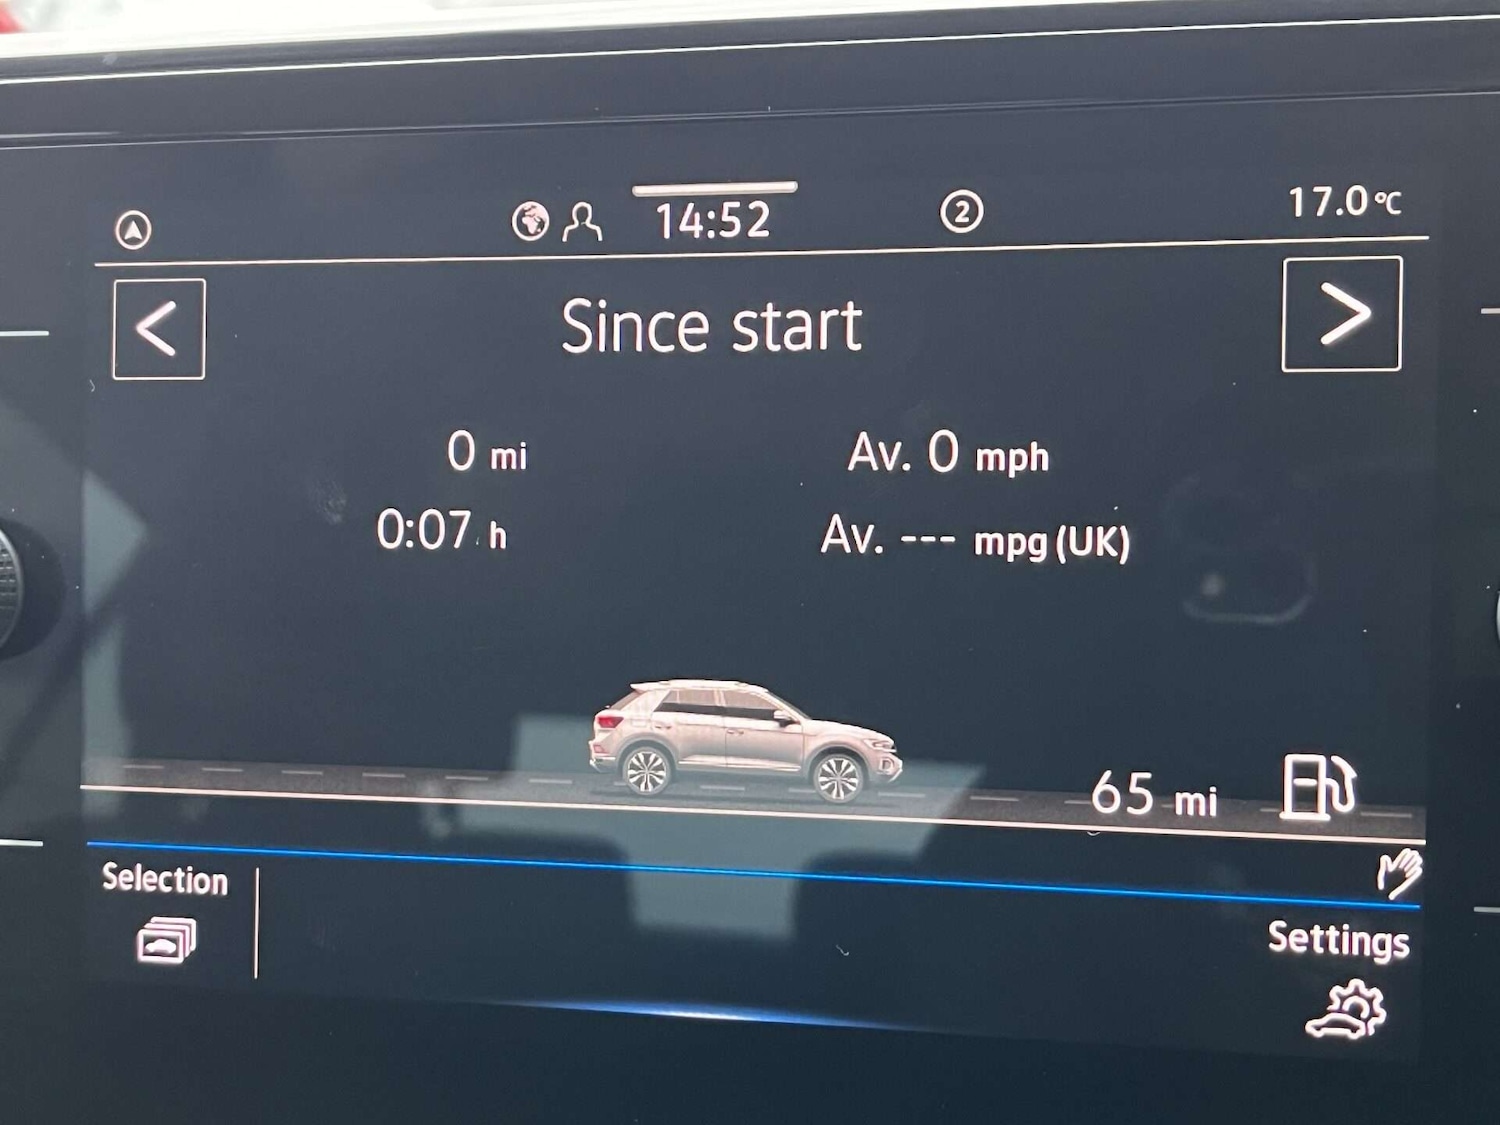 14:52
2
17.0 °C
Since start
0 mi
Av. 0 mph
0:07 h
Av. --- mpg (UK)
65 mi
Selection
Settings